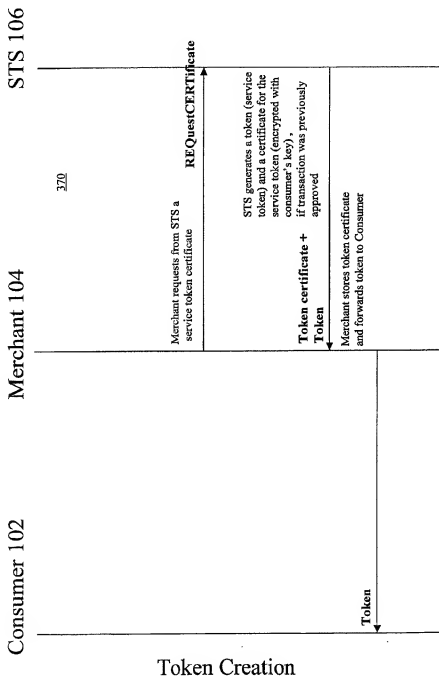 Token Creation
Consumer 102
Merchant 104
STS 106
370
Merchant requests from STS a
service token certificate
REQuestCERTificate
STS generates a token (service
token) and a certificate for the
service token (encrypted with
consumer's key) ,
if transaction was previously
approved
Token certificate +
Token
Merchant stores token certificate
and forwards token to Consumer
Token